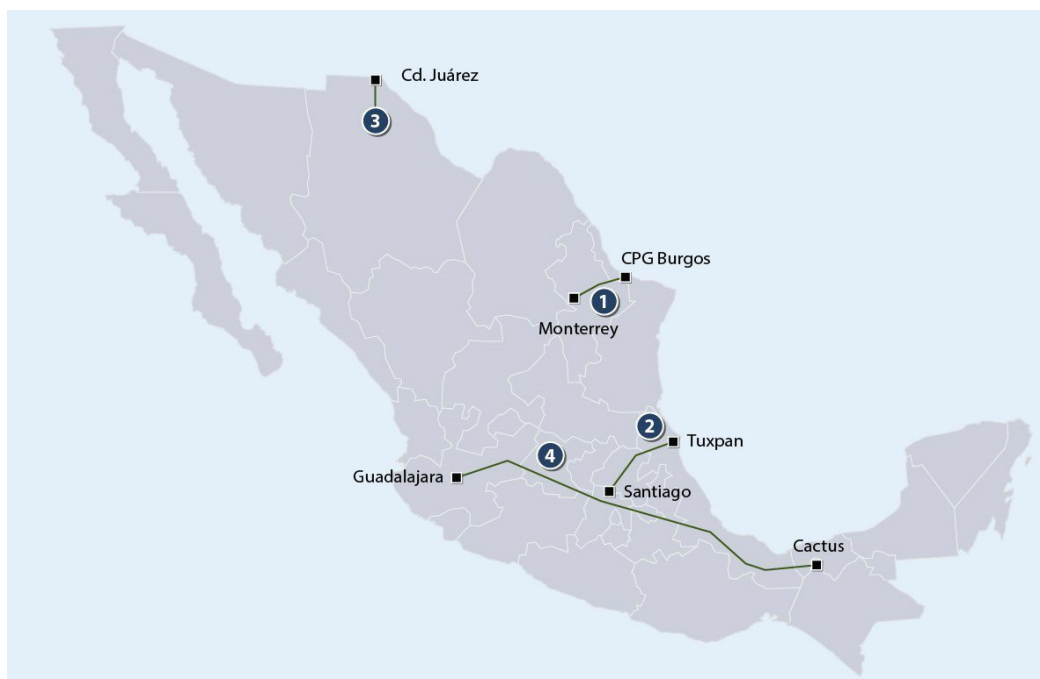 Cd. Juárez
3
CPG Burgos
1
Monterrey
2
Tuxpan
4
Guadalajara
Santiago
Cactus